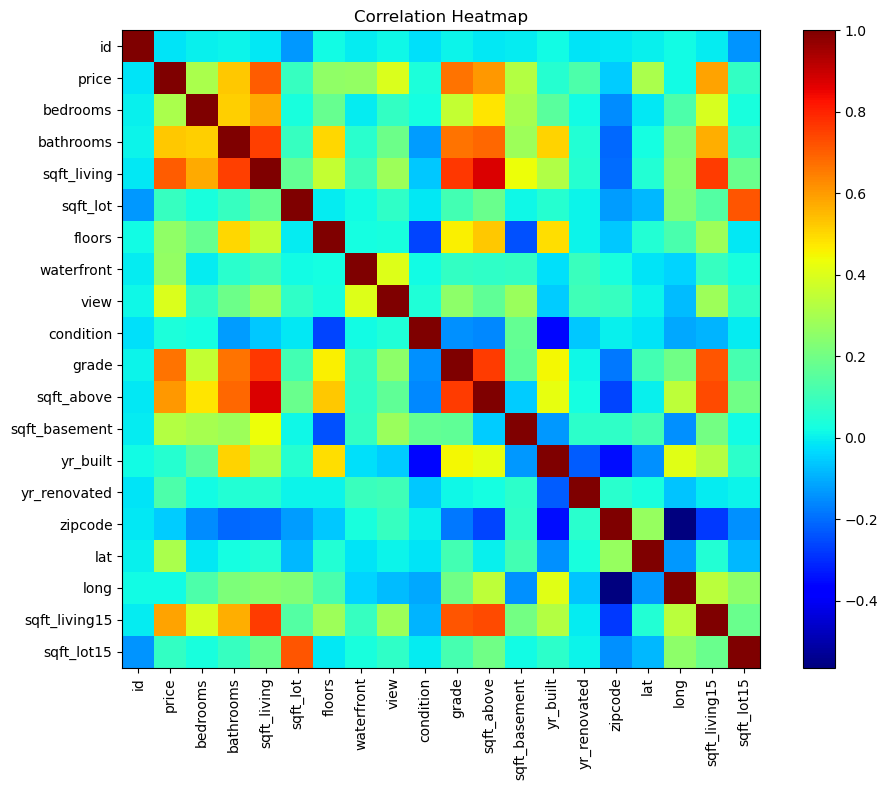 Correlation Heatmap
id
price
bedrooms
bathrooms
sqft_living
sqft_lot
floors
waterfront
view
condition
grade
sqft_above
sqft_basement
yr_built
yr_renovated
zipcode
lat
long
sqft_living15
sqft_lot15
id
price
bedrooms
bathrooms
sqft_living
sqft_lot
floors
waterfront
view
condition
grade
sqft_above
sqft_basement
yr_built
yr_renovated
zipcode
lat
long
sqft_living15
sqft_lot15
1.0
0.8
0.6
0.4
0.2
0.0
−0.2
−0.4